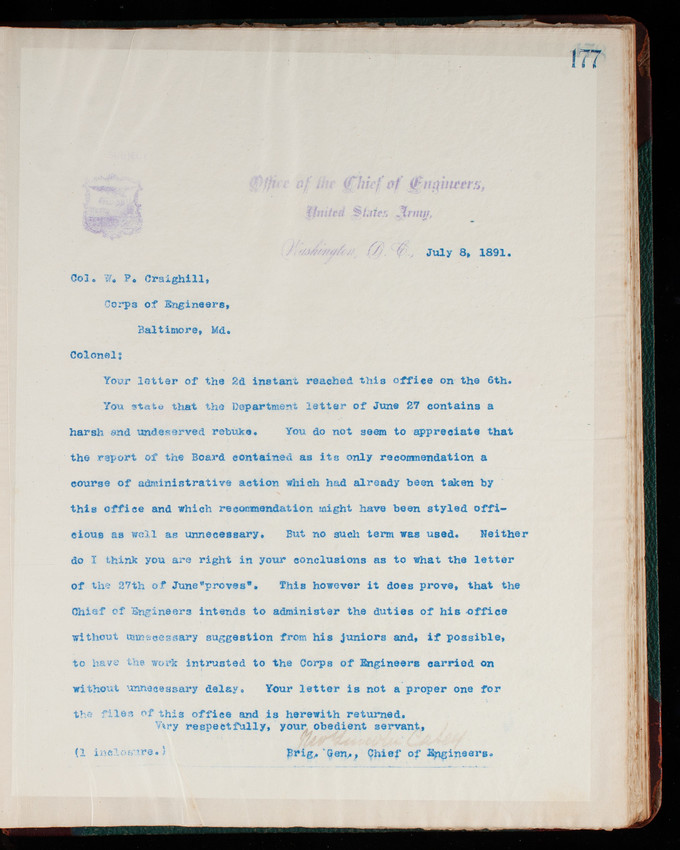 177
Office of the Chief of Engineers,
United States Army,
Washington, D. C., July 8, 1891.
Col. W. P. Craighill,
Corps of Engineers,
Baltimore, Md.
Colonel:
Your letter of the 2d instant reached this office on the 6th.
You state that the Department letter of June 27 contains a
harsh and undeserved rebuke. You do not seem to appreciate that
the report of the Board contained as its only recommendation a
course of administrative action which had already been taken by
this office and which recommendation might have been styled offi-
cious as well as unnecessary. But no such term was used. Neither
do I think you are right in your conclusions as to what the letter
of the 27th of June"proves". This however it does prove, that the
Chief of Engineers intends to administer the duties of his office
without unnecessary suggestion from his juniors and, if possible,
to have the work intrusted to the Corps of Engineers carried on
without unnecessary delay. Your letter is not a proper one for
the files of this office and is herewith returned.
Very respectfully, your obedient servant,
Casey
(1 inclosure.) Brig. Gen., Chief of Engineers.